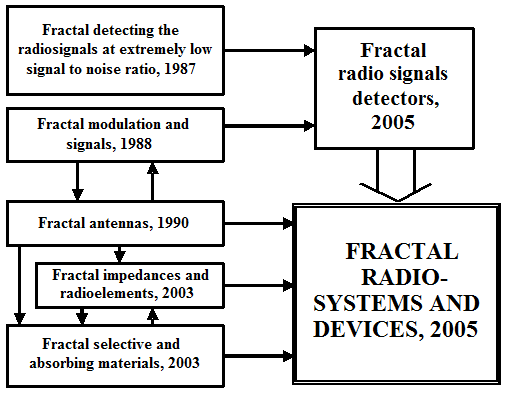 Fractal detecting the
radiosignals at extremely low
signal to noise ratio, 1987
Fractal modulation and
signals, 1988
Fractal antennas, 1990
Fractal impedances and
radioelements, 2003
Fractal selective and
absorbing materials, 2003
Fractal
radio signals
detectors,
2005
FRACTAL
RADIO-
SYSTEMS AND
DEVICES, 2005